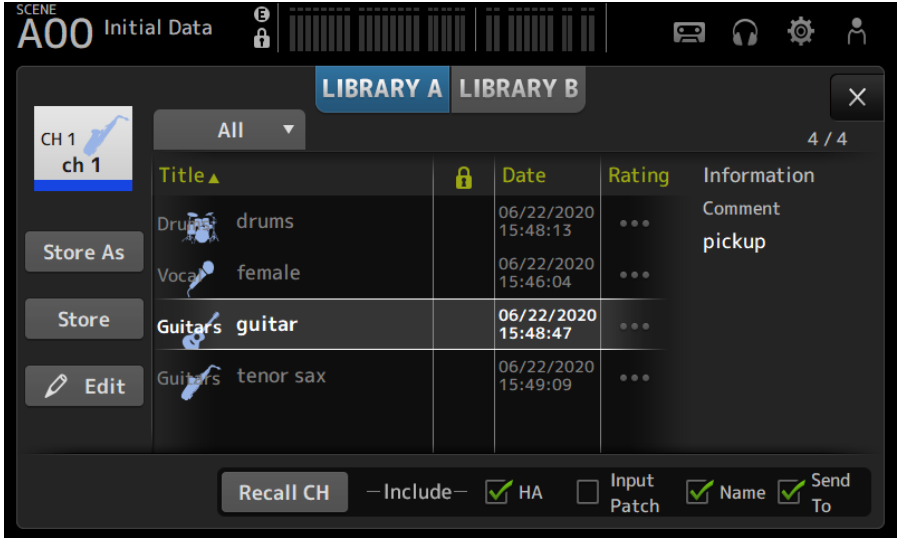 SCENE
A00 Initial Data
E
LIBRARY A LIBRARY B
CH 1
ch 1
All
4 / 4
Title Date Rating Information
Comment
pickup
Drums drums 06/22/2020
15:48:13
Vocal female 06/22/2020
15:46:04
Guitars guitar 06/22/2020
15:48:47
Guitars tenor sax 06/22/2020
15:49:09
Store As
Store
Edit
Recall CH Include HA Input
Patch Name Send
To